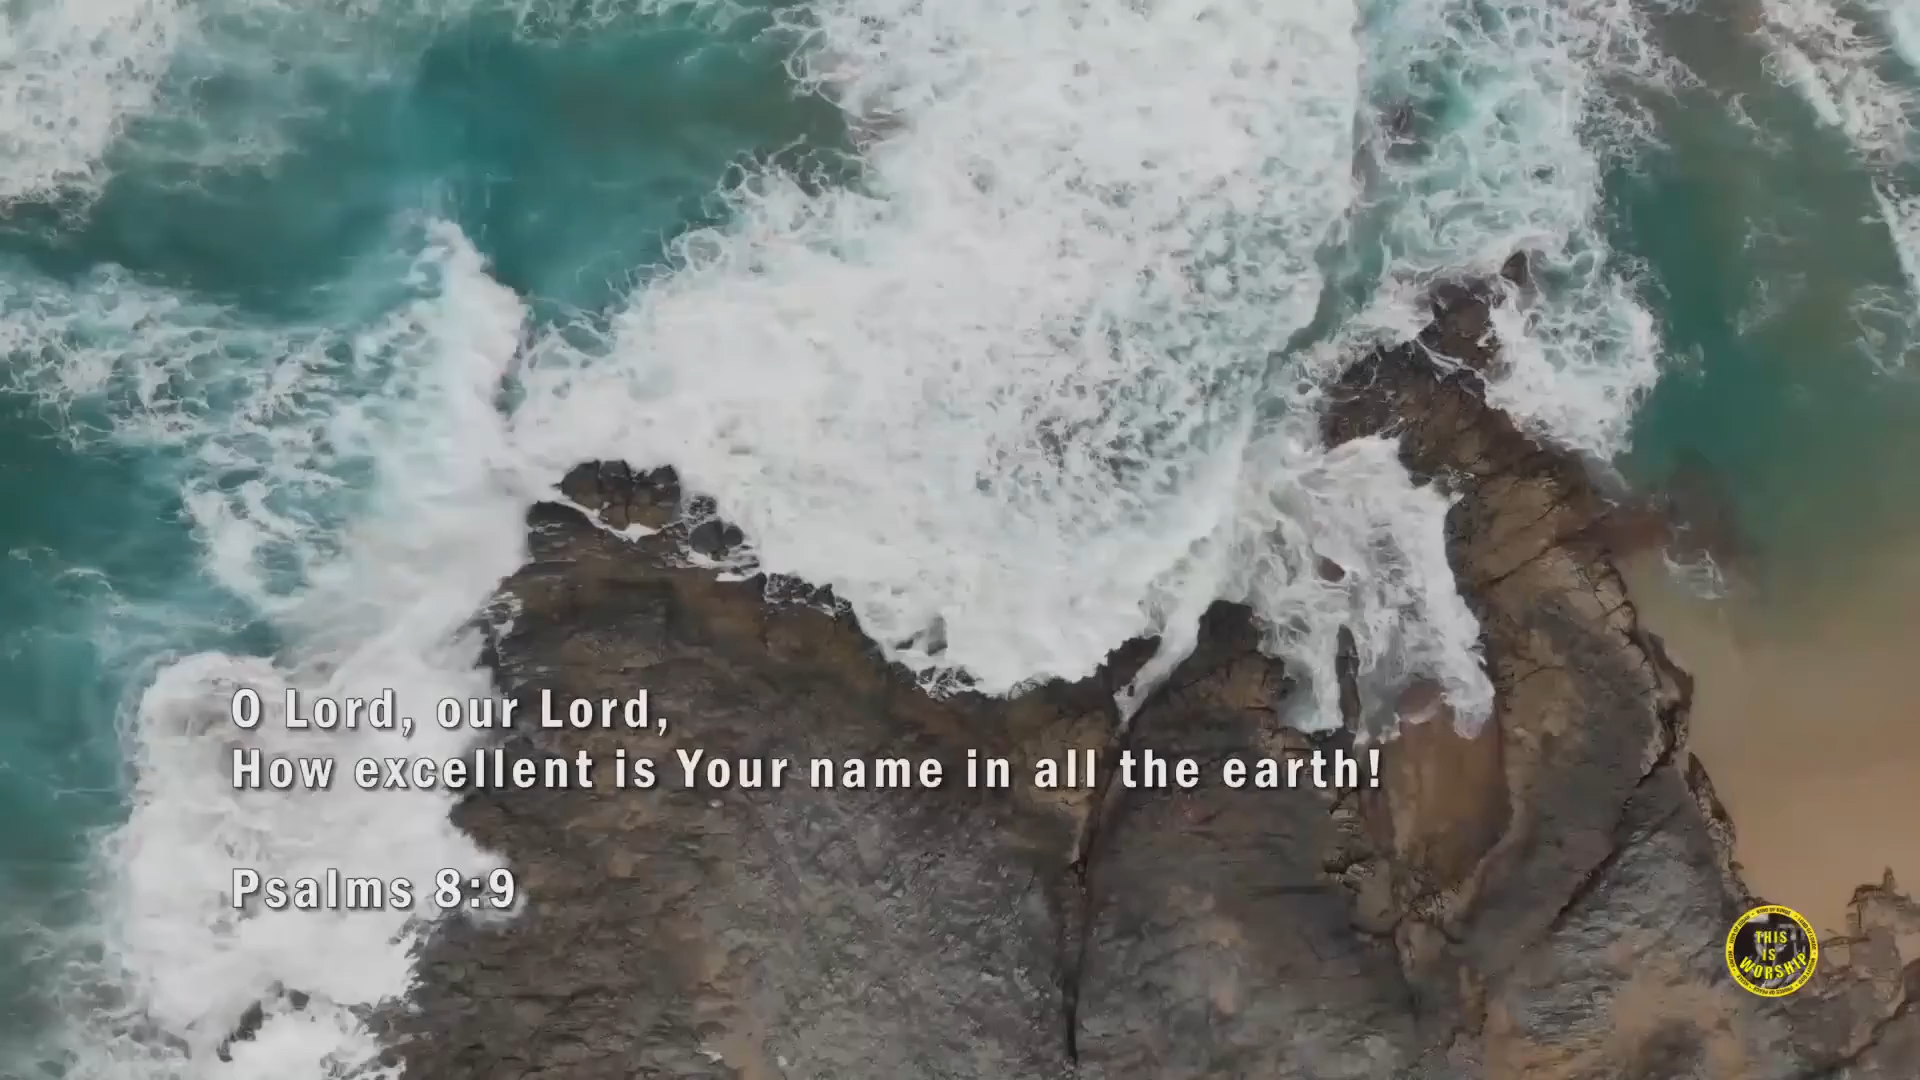 O Lord, our Lord,
How excellent is Your name in all the earth!
Psalms 8:9
THIS
IS
WORSHIP